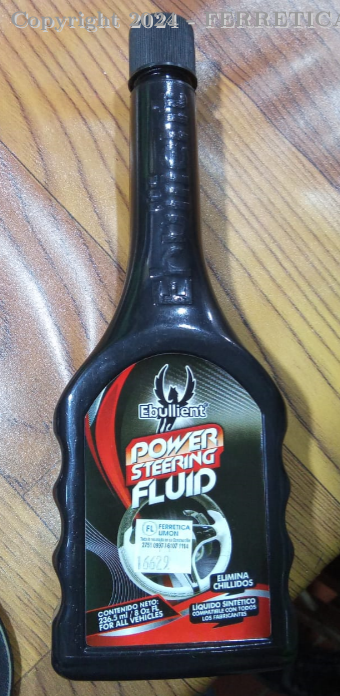 Copyright 2024 - FERRETICA
Ebullient
POWER
STEERING
FLUID
FL FERRETICA
LIMON
16629
ELIMINA
CHILLIDOS
CONTENIDO NETO:
236.5 ml / 8 Oz FL
FOR ALL VEHICLES
LIQUIDO SINTETICO
COMPATIBLE CON TODOS
LOS FABRICANTES